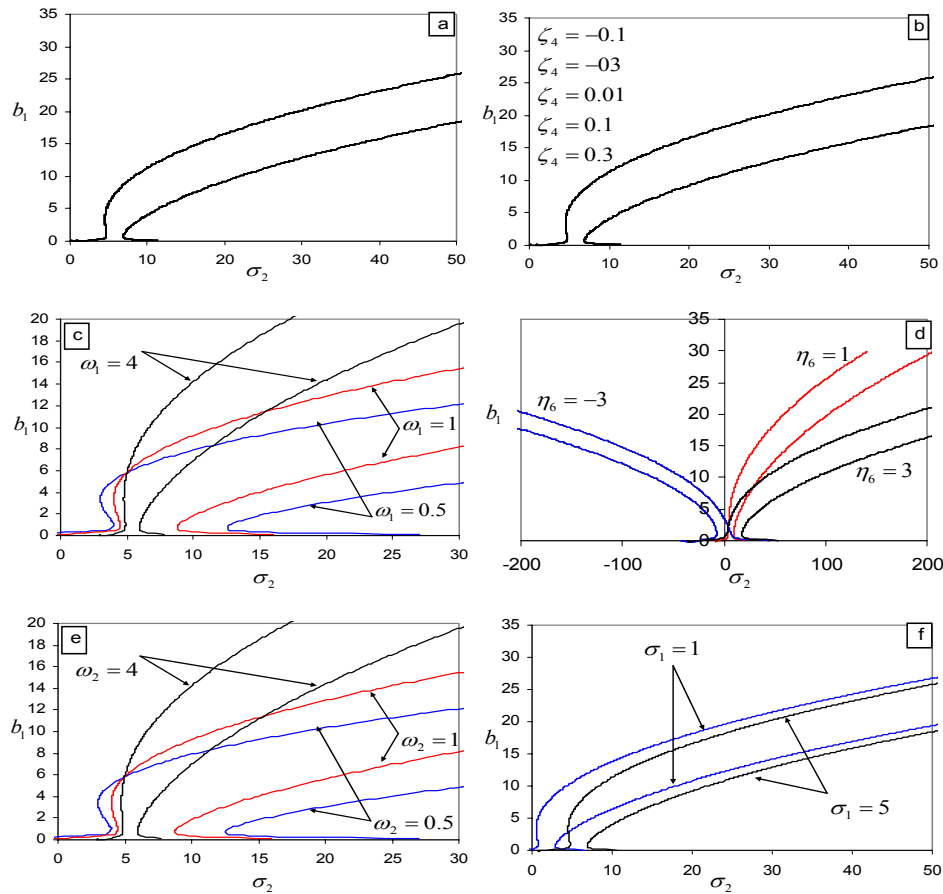 a
35
30
25
20
15
10
5
0
b₁
0 10 20 30 40 50
σ₂
b
35
30
25
20
15
10
5
0
b₁
ζ₄ = −0.1
ζ₄ = −03
ζ₄ = 0.01
ζ₄ = 0.1
ζ₄ = 0.3
0 10 20 30 40 50
σ₂
c
20
18
16
14
12
10
8
6
4
2
0
b₁
ω₁ = 4
ω₁ = 1
ω₁ = 0.5
0 5 10 15 20 25 30
σ₂
d
35
30
25
20
15
10
5
0
b₁
η₆ = −3
η₆ = 1
η₆ = 3
-200 -100 0 100 200
σ₂
e
20
18
16
14
12
10
8
6
4
2
0
b₁
ω₂ = 4
ω₂ = 1
ω₂ = 0.5
0 5 10 15 20 25 30
σ₂
f
35
30
25
20
15
10
5
0
b₁
σ₁ = 1
σ₁ = 5
0 10 20 30 40 50
σ₂